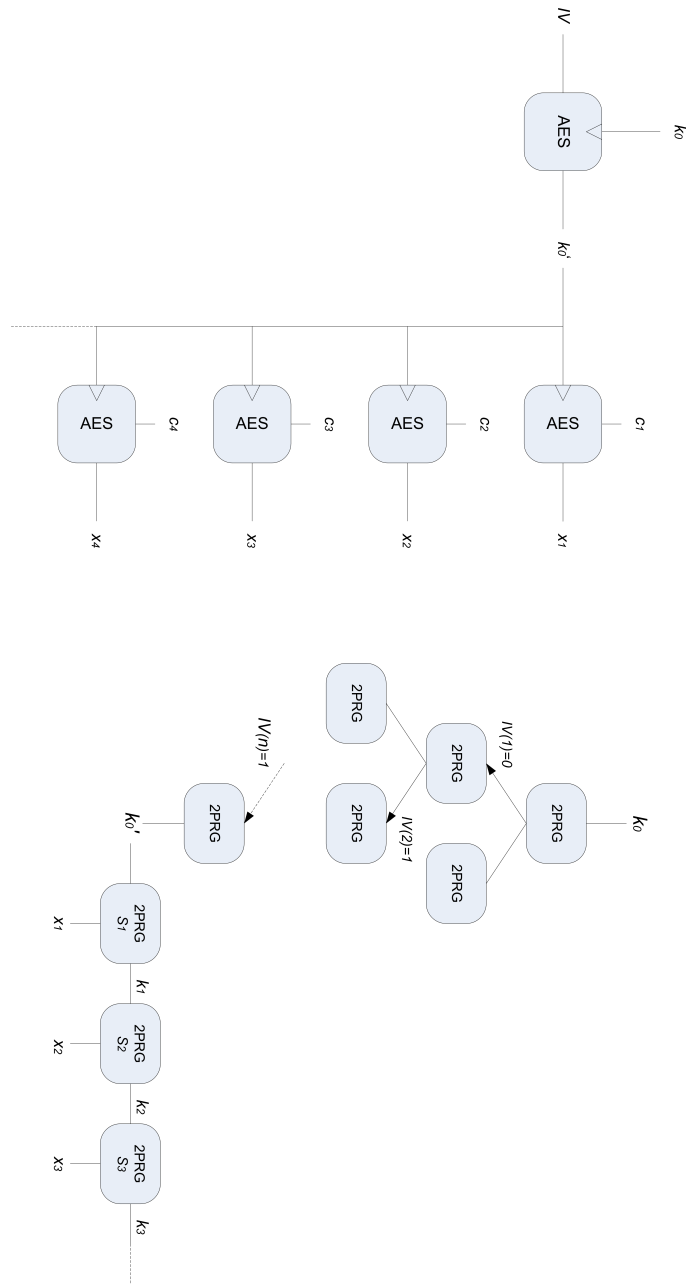 IV
AES
k0
k0'
AES
c1
x1
AES
c2
x2
AES
c3
x3
AES
c4
x4
k0
2PRG
IV(1)=0
2PRG
2PRG
IV(2)=1
2PRG
2PRG
IV(n)=1
2PRG
k0'
2PRG
S1
x1
k1
2PRG
S2
x2
k2
2PRG
S3
x3
k3